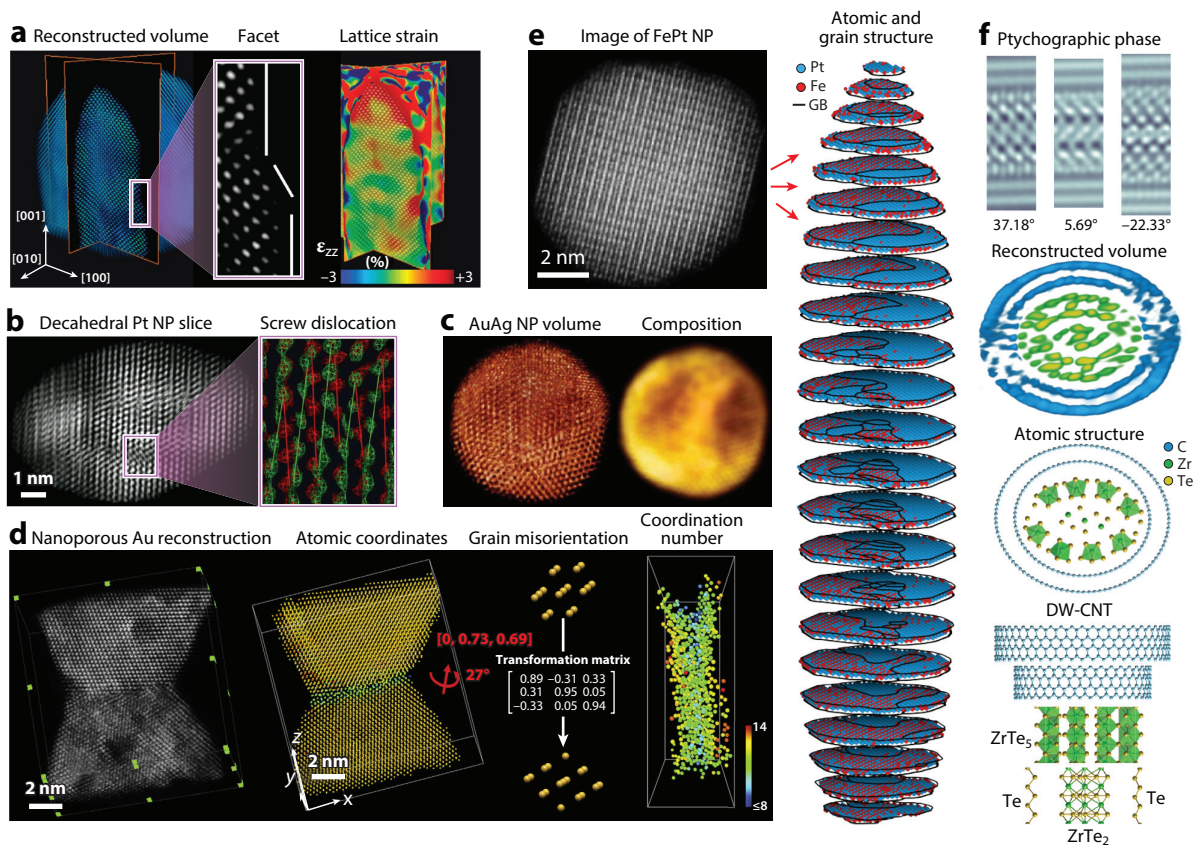 a
Reconstructed volume
Facet
Lattice strain
[001]
[010]
[100]
εzz
(%)
−3
+3
b
Decahedral Pt NP slice
Screw dislocation
1 nm
c
AuAg NP volume
Composition
d
Nanoporous Au reconstruction
Atomic coordinates
Grain misorientation
Coordination
number
[0, 0.73, 0.69]
27°
Transformation matrix
0.89 −0.31 0.33
0.31 0.95 0.05
−0.33 0.05 0.94
14
≤8
z
y
x
2 nm
2 nm
e
Image of FePt NP
2 nm
Atomic and
grain structure
Pt
Fe
GB
f
Ptychographic phase
37.18°
5.69°
−22.33°
Reconstructed volume
Atomic structure
C
Zr
Te
DW-CNT
ZrTe5
Te
Te
ZrTe2